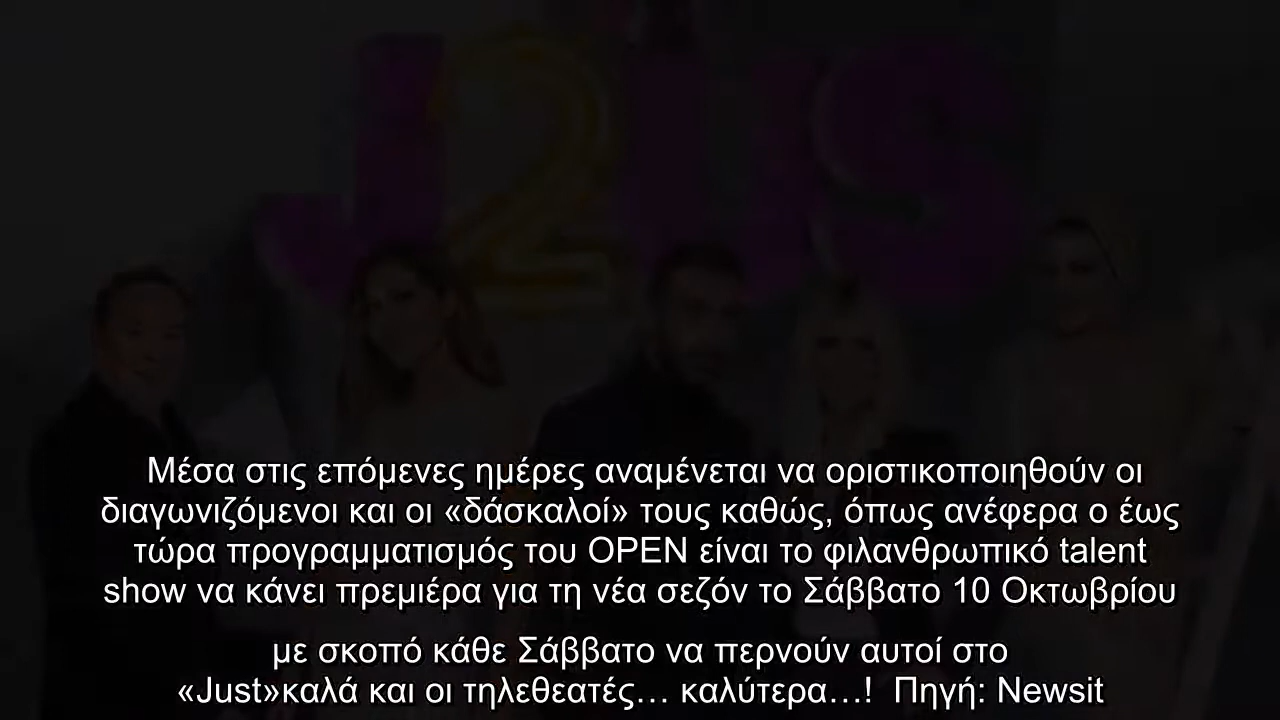 J2US
Μέσα στις επόμενες ημέρες αναμένεται να οριστικοποιηθούν οι
διαγωνιζόμενοι και οι «δάσκαλοί» τους καθώς, όπως ανέφερα ο έως
τώρα προγραμματισμός του OPEN είναι το φιλανθρωπικό talent
show να κάνει πρεμιέρα για τη νέα σεζόν το Σάββατο 10 Οκτωβρίου
με σκοπό κάθε Σάββατο να περνούν αυτοί στο
«Just»καλά και οι τηλεθεατές… καλύτερα…!  Πηγή: Newsit